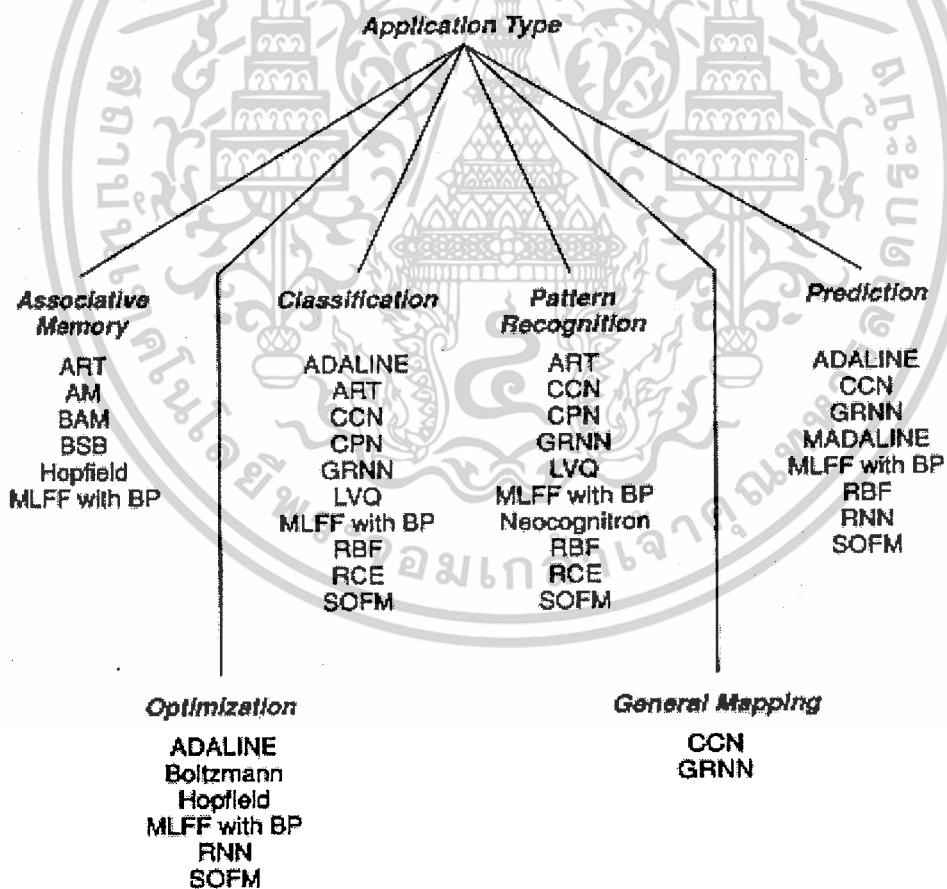 Application Type
Associative
Memory
ART
AM
BAM
BSB
Hopfield
MLFF with BP
Classification
ADALINE
ART
CCN
CPN
GRNN
LVQ
MLFF with BP
RBF
RCE
SOFM
Pattern
Recognition
ART
CCN
CPN
GRNN
LVQ
MLFF with BP
Neocognitron
RBF
RCE
SOFM
Prediction
ADALINE
CCN
GRNN
MADALINE
MLFF with BP
RBF
RNN
SOFM
Optimization
ADALINE
Boltzmann
Hopfield
MLFF with BP
RNN
SOFM
General Mapping
CCN
GRNN